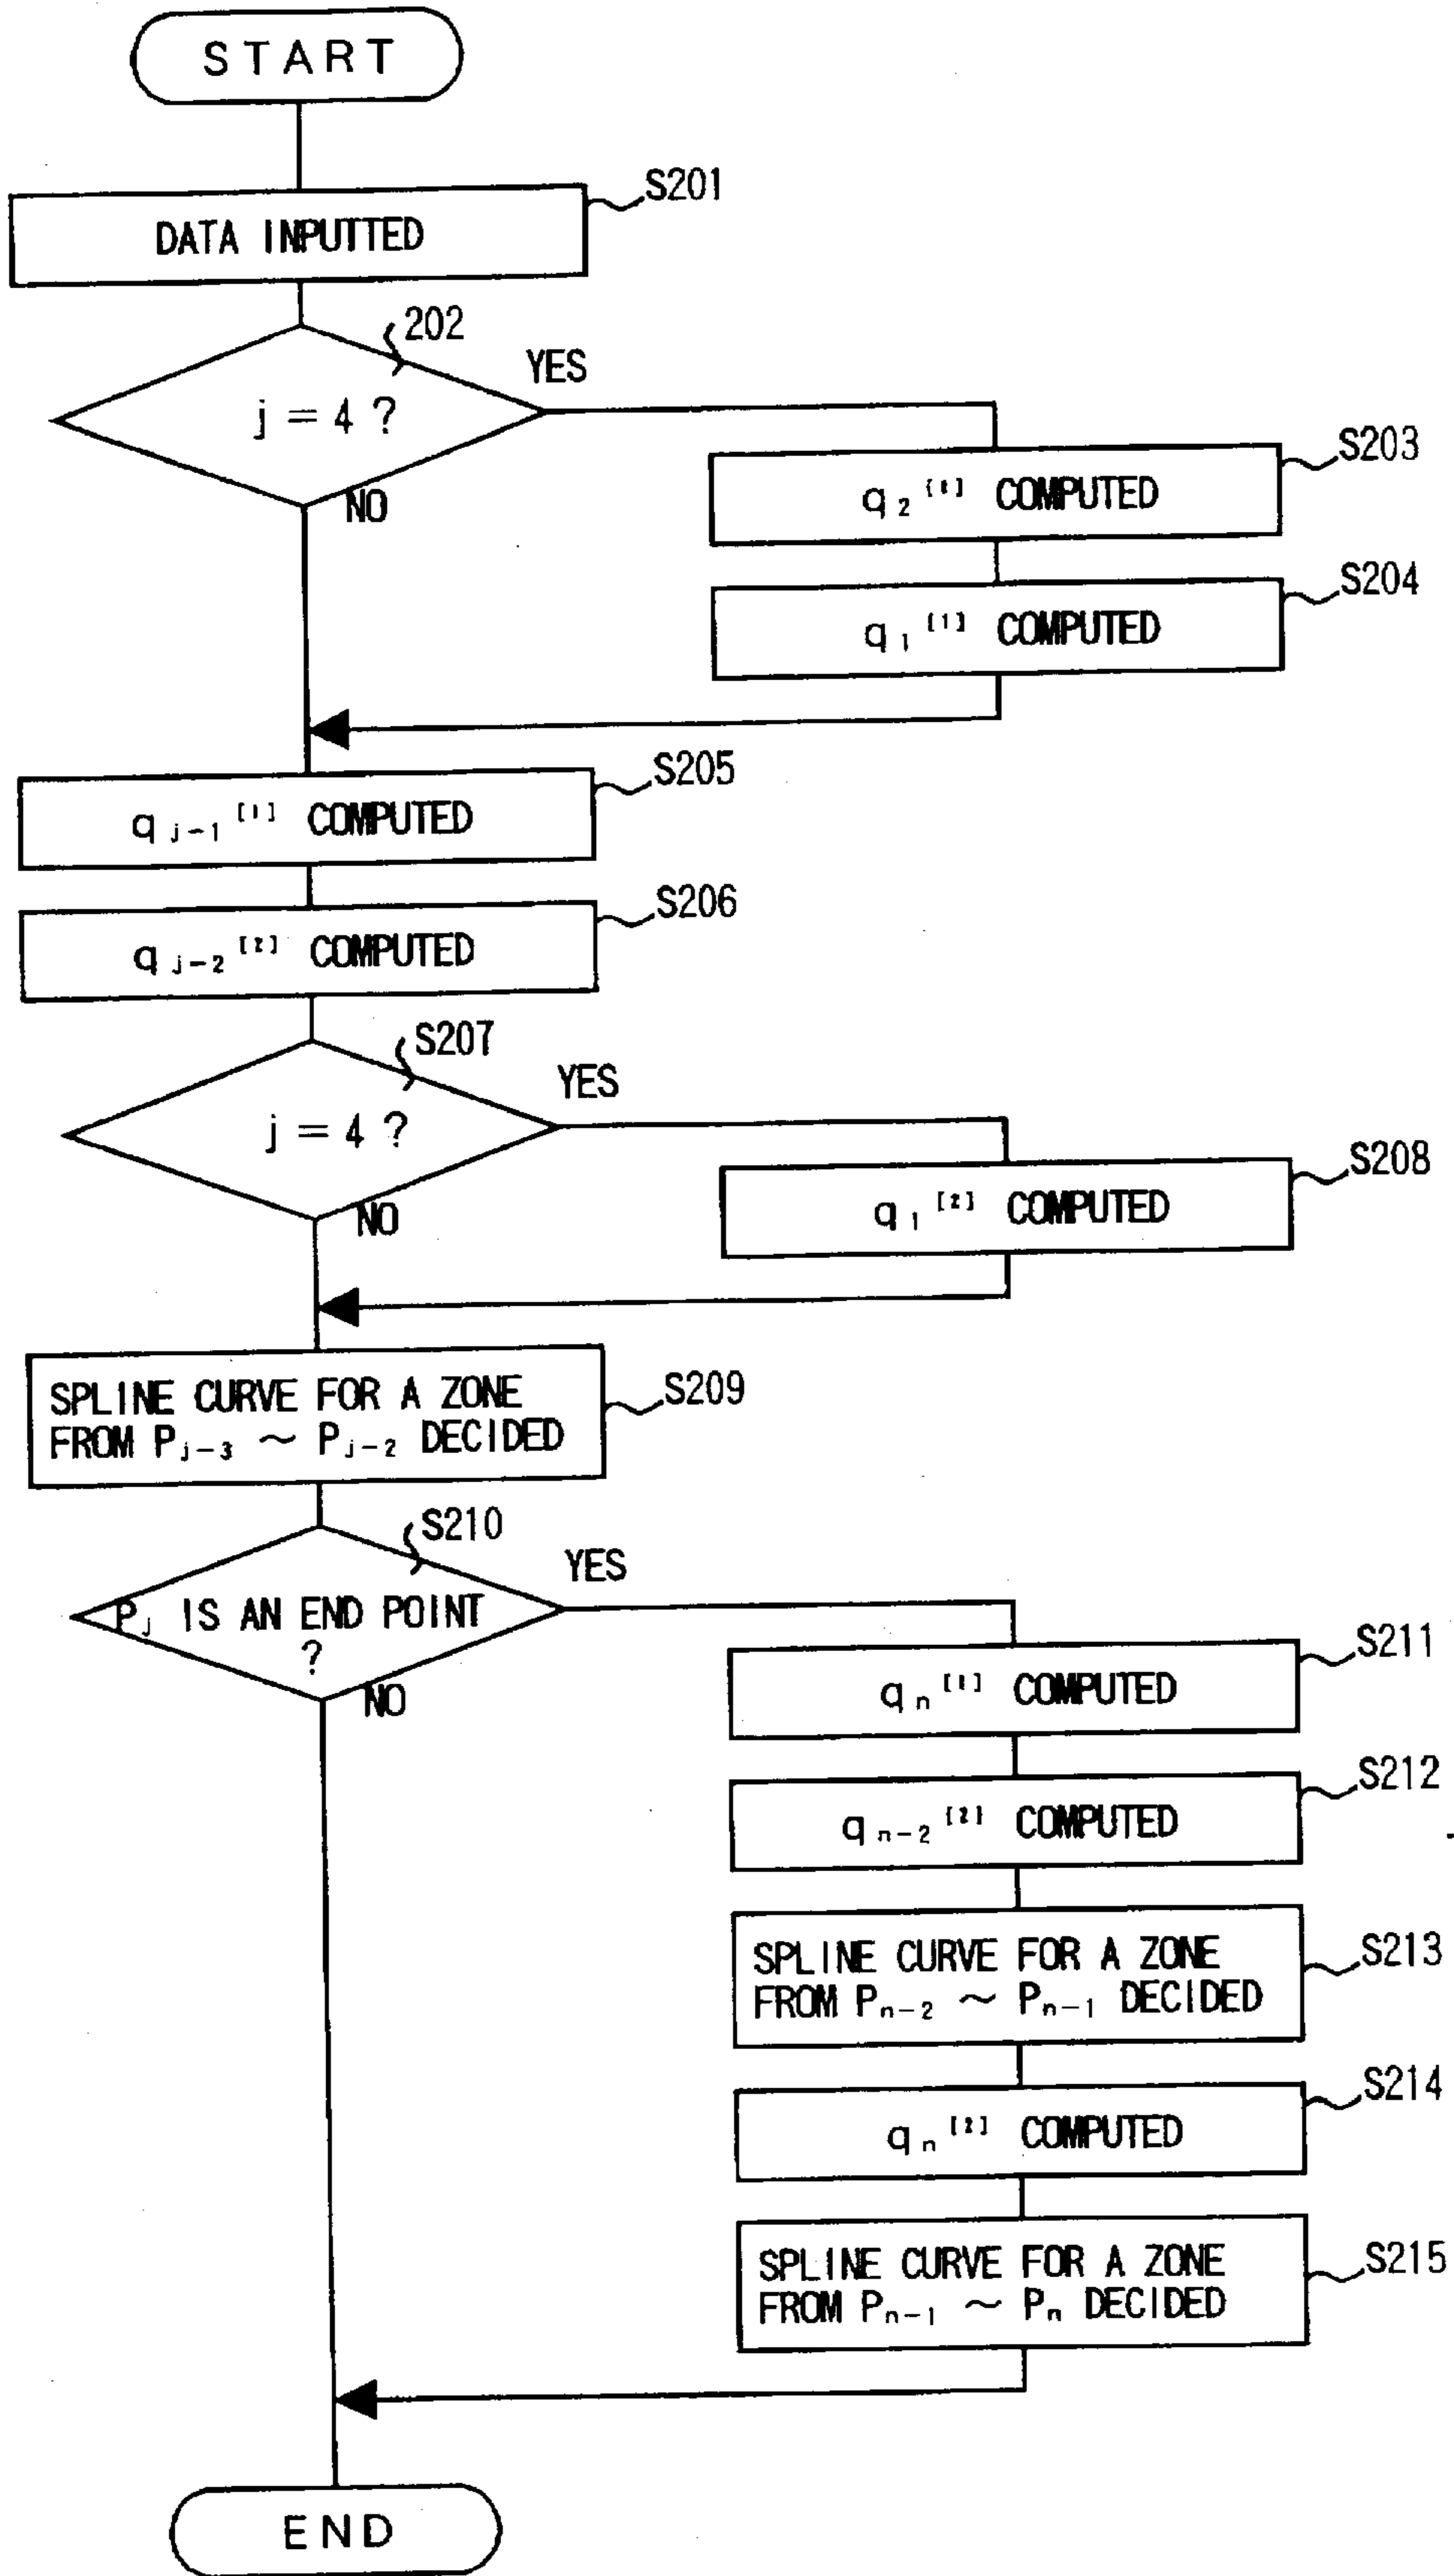 START
DATA INPUTTED
S201
202
j = 4 ?
YES
NO
q₂ COMPUTED
S203
q₁[1] COMPUTED
S204
qⱼ₋₁[1] COMPUTED
S205
qⱼ₋₂[2] COMPUTED
S206
S207
j = 4 ?
YES
NO
q₁[2] COMPUTED
S208
SPLINE CURVE FOR A ZONE
FROM Pⱼ₋₃ ~ Pⱼ₋₂ DECIDED
S209
S210
Pⱼ IS AN END POINT
?
YES
NO
qₙ[1] COMPUTED
S211
qₙ₋₂[2] COMPUTED
S212
SPLINE CURVE FOR A ZONE
FROM Pₙ₋₂ ~ Pₙ₋₁ DECIDED
S213
qₙ[2] COMPUTED
S214
SPLINE CURVE FOR A ZONE
FROM Pₙ₋₁ ~ Pₙ DECIDED
S215
END